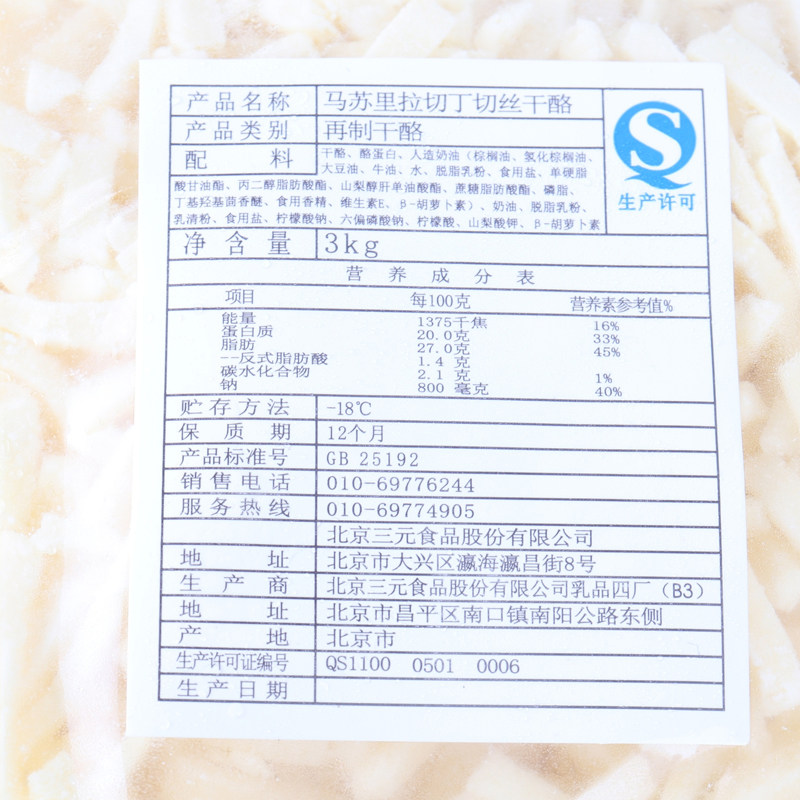 产品名称 马苏里拉切丁切丝干酪
产品类别 再制干酪
配料 干酪、酪蛋白、人造奶油（棕榈油、氢化棕榈油、
大豆油、牛油、水、脱脂乳粉、食用盐、单硬脂
酸甘油酯、丙二醇脂肪酸酯、山梨醇肝单油酸酯、蔗糖脂肪酸酯、磷脂、
丁基羟基茴香醚、食用香精、维生素E、β-胡萝卜素）、奶油、脱脂乳粉、
乳清粉、食用盐、柠檬酸钠、六偏磷酸钠、柠檬酸、山梨酸钾、β-胡萝卜素
生产许可
净含量 3kg
营养成分表
项目 每100克 营养素参考值%
能量 1375千焦 16%
蛋白质 20.0克 33%
脂肪 27.0克 45%
--反式脂肪酸 1.4 克
碳水化合物 2.1 克 1%
钠 800 毫克 40%
贮存方法 -18℃
保质期 12个月
产品标准号 GB 25192
销售电话 010-69776244
服务热线 010-69774905
北京三元食品股份有限公司
地址 北京市大兴区瀛海瀛昌街8号
生产商 北京三元食品股份有限公司乳品四厂（B3）
地址 北京市昌平区南口镇南阳公路东侧
产地 北京市
生产许可证编号 QS1100 0501 0006
生产日期